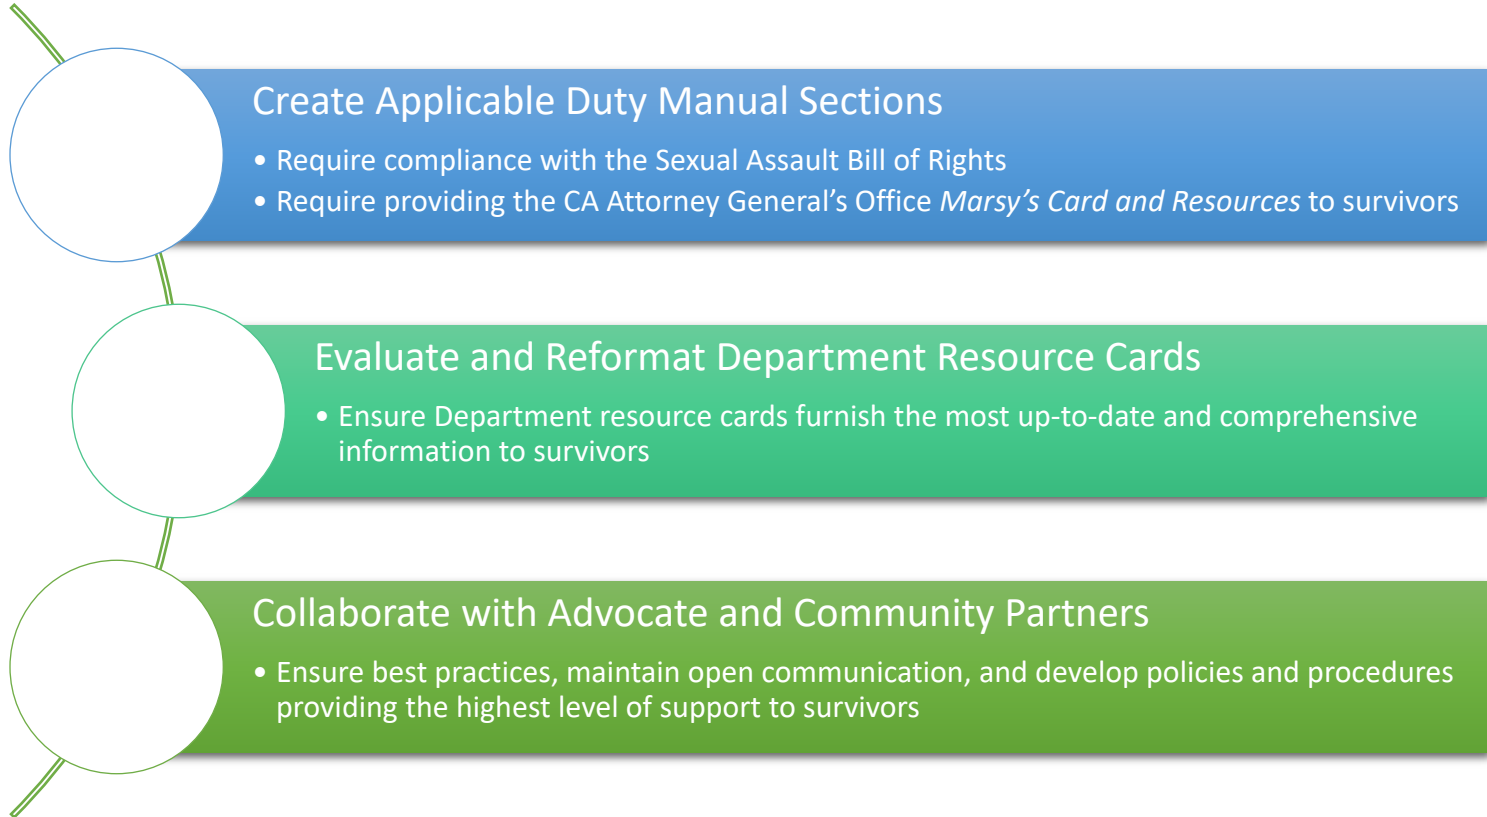 Create Applicable Duty Manual Sections
• Require compliance with the Sexual Assault Bill of Rights
• Require providing the CA Attorney General’s Office Marsy’s Card and Resources to survivors
Evaluate and Reformat Department Resource Cards
• Ensure Department resource cards furnish the most up-to-date and comprehensive
information to survivors
Collaborate with Advocate and Community Partners
• Ensure best practices, maintain open communication, and develop policies and procedures
providing the highest level of support to survivors